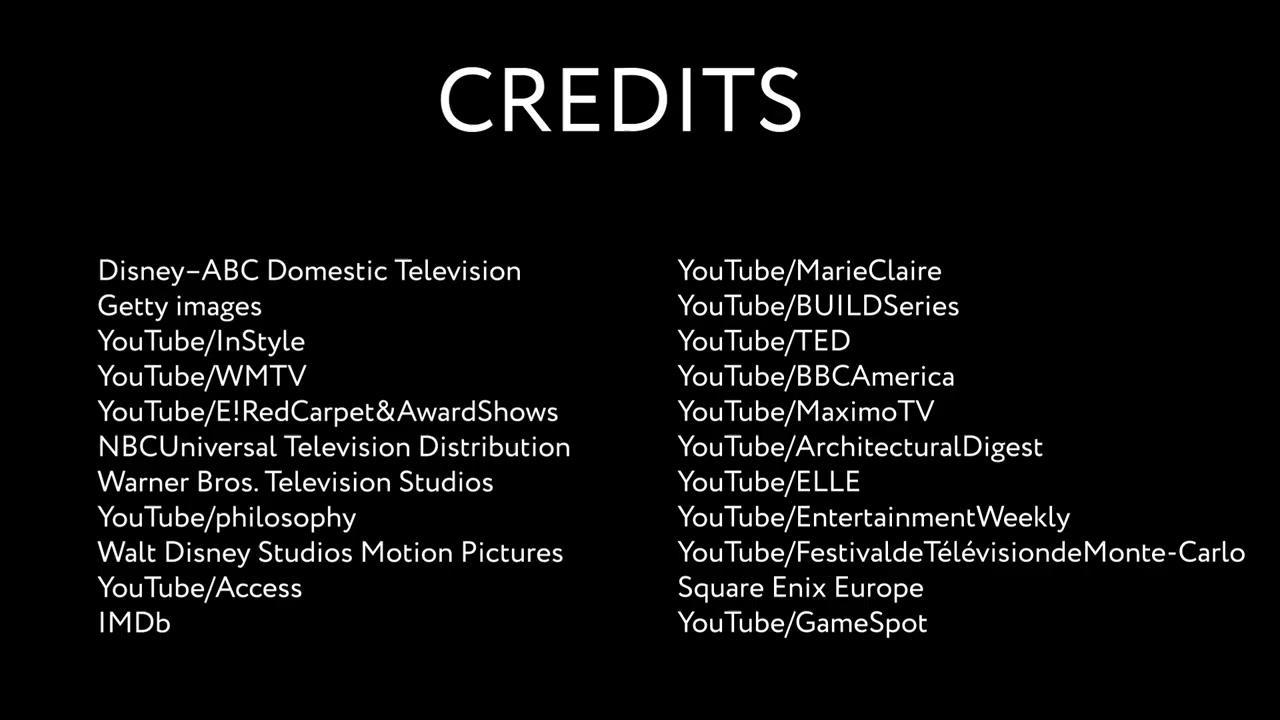 CREDITS
Disney–ABC Domestic Television
Getty images
YouTube/InStyle
YouTube/WMTV
YouTube/E!RedCarpet&AwardShows
NBCUniversal Television Distribution
Warner Bros. Television Studios
YouTube/philosophy
Walt Disney Studios Motion Pictures
YouTube/Access
IMDb
YouTube/MarieClaire
YouTube/BUILDSeries
YouTube/TED
YouTube/BBCAmerica
YouTube/MaximoTV
YouTube/ArchitecturalDigest
YouTube/ELLE
YouTube/EntertainmentWeekly
YouTube/FestivaldeTélévisiondeMonte-Carlo
Square Enix Europe
YouTube/GameSpot